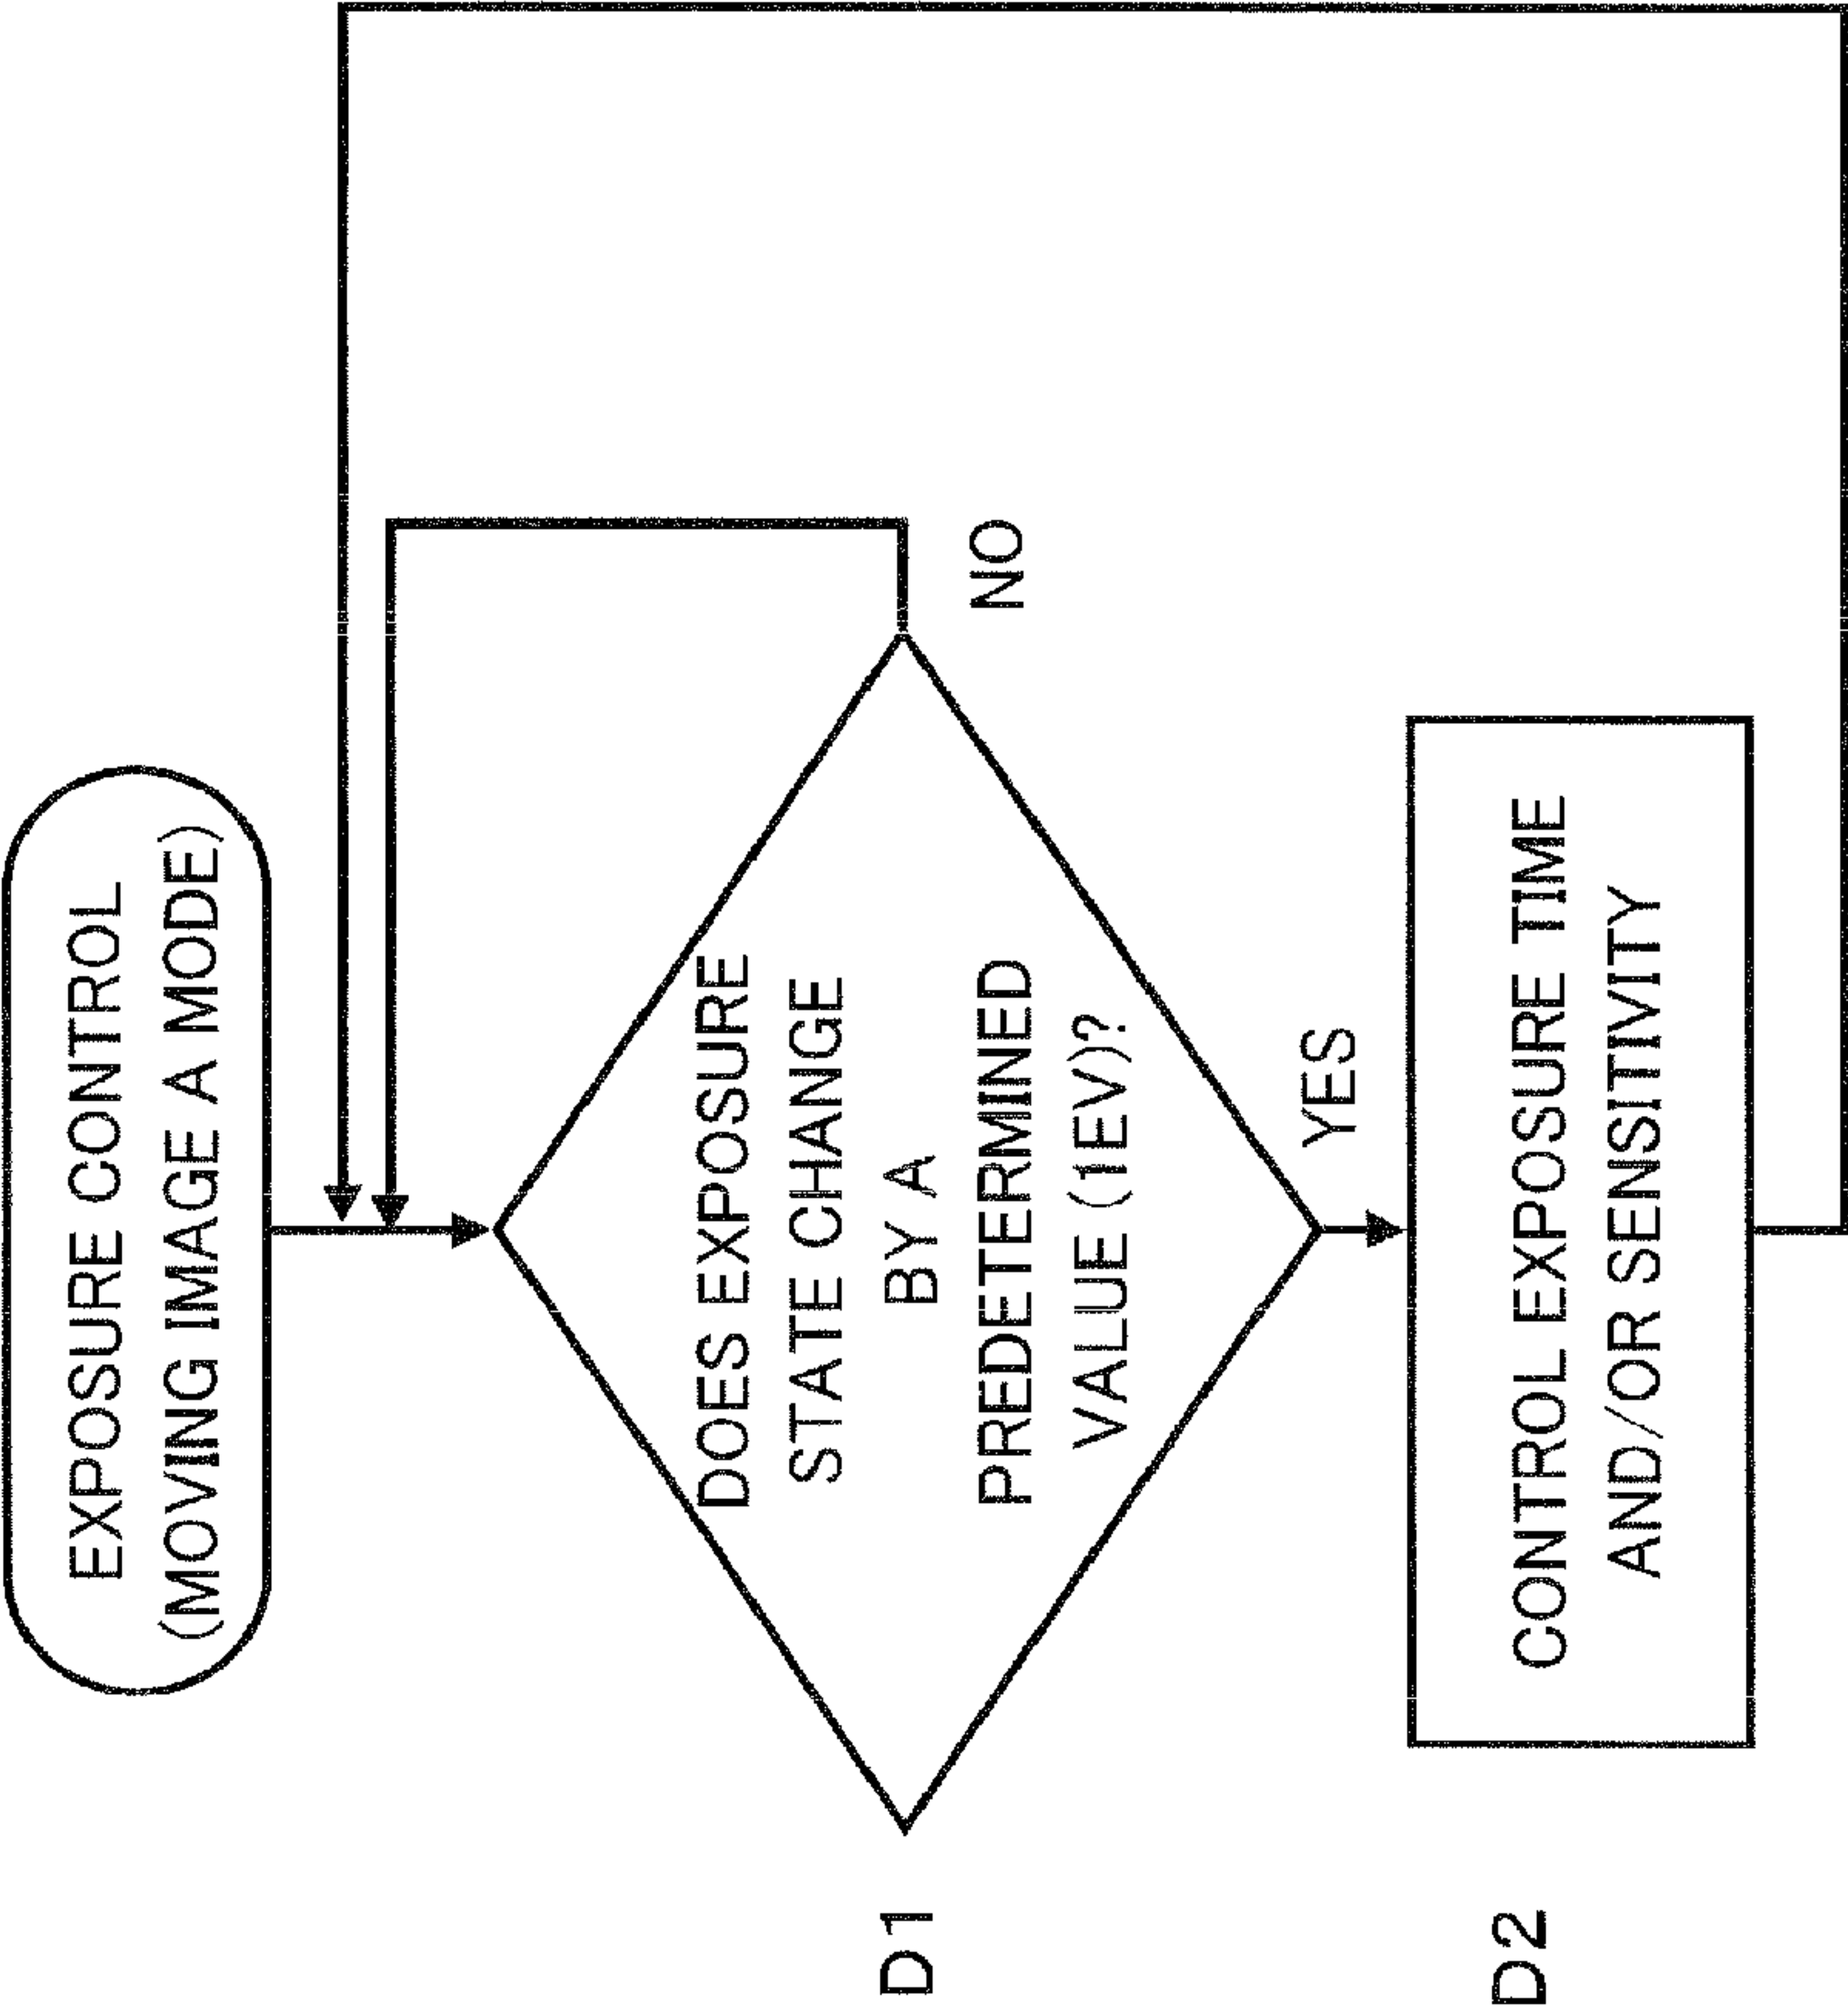 EXPOSURE CONTROL
(MOVING IMAGE A MODE)
D1
DOES EXPOSURE
STATE CHANGE
BY A
PREDETERMINED
VALUE (1EV)?
NO
YES
D2
CONTROL EXPOSURE TIME
AND/OR SENSITIVITY